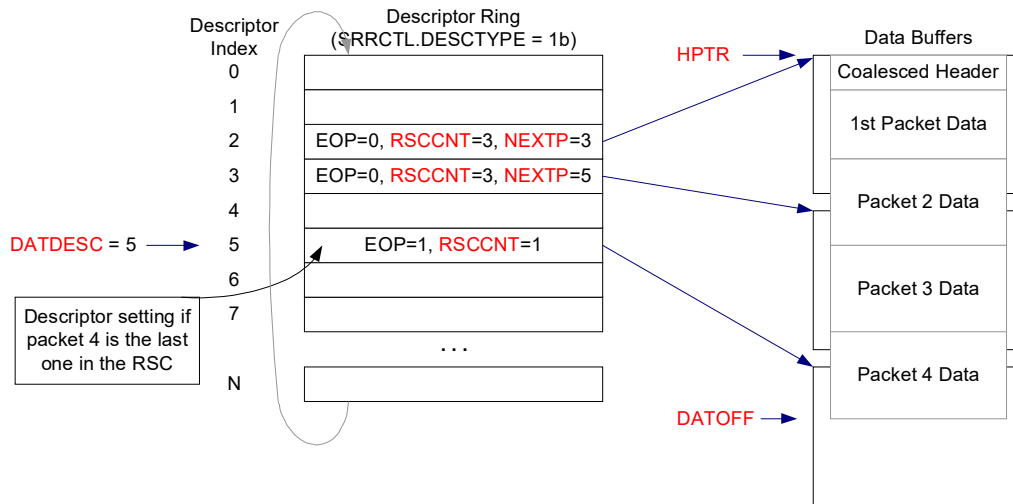 Descriptor
Index
Descriptor Ring
(SRRCTL.DESCTYPE = 1b)
Data Buffers
HPTR
0
Coalesced Header
1
1st Packet Data
2
EOP=0, RSCCNT=3, NEXTP=3
3
EOP=0, RSCCNT=3, NEXTP=5
Packet 2 Data
4
DATDESC = 5
5
EOP=1, RSCCNT=1
6
Packet 3 Data
7
Descriptor setting if
packet 4 is the last
one in the RSC
...
N
Packet 4 Data
DATOFF